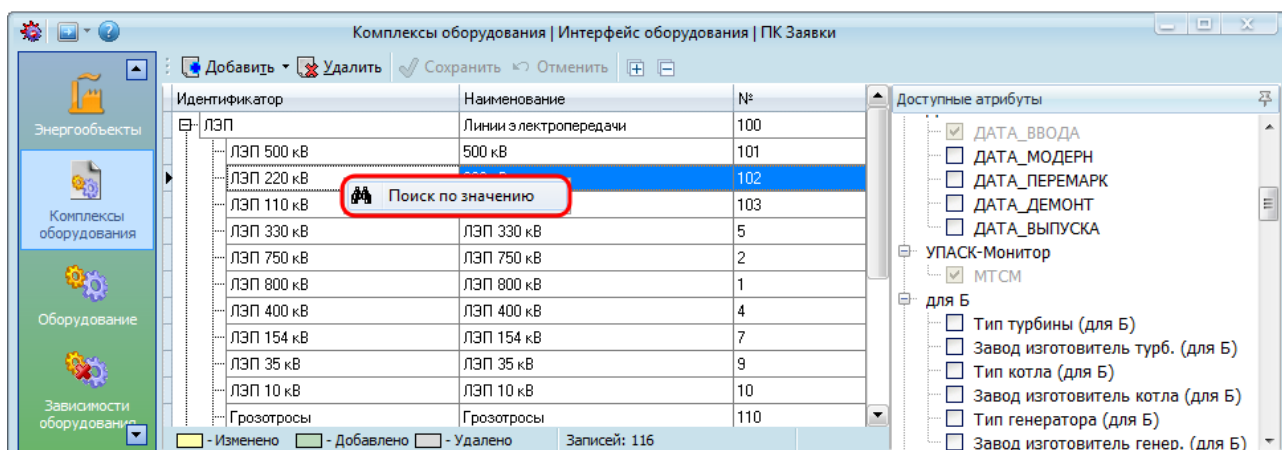 Комплексы оборудования | Интерфейс оборудования | ПК Заявки
Добавить Удалить Сохранить Отменить
Энергообъекты
Комплексы
оборудования
Оборудование
Зависимости
оборудования
Идентификатор Наименование №
ЛЭП Линии электропередачи 100
ЛЭП 500 кВ 500 кВ 101
ЛЭП 220 кВ 102
Поиск по значению
ЛЭП 110 кВ 103
ЛЭП 330 кВ ЛЭП 330 кВ 5
ЛЭП 750 кВ ЛЭП 750 кВ 2
ЛЭП 800 кВ ЛЭП 800 кВ 1
ЛЭП 400 кВ ЛЭП 400 кВ 4
ЛЭП 154 кВ ЛЭП 154 кВ 7
ЛЭП 35 кВ ЛЭП 35 кВ 9
ЛЭП 10 кВ ЛЭП 10 кВ 10
Грозотросы Грозотросы 110
- Изменено - Добавлено - Удалено Записей: 116
Доступные атрибуты
ДАТА_ВВОДА
ДАТА_МОДЕРН
ДАТА_ПЕРЕМАРК
ДАТА_ДЕМОНТ
ДАТА_ВЫПУСКА
УПАСК-Монитор
МТСМ
для Б
Тип турбины (для Б)
Завод изготовитель турб. (для Б)
Тип котла (для Б)
Завод изготовитель котла (для Б)
Тип генератора (для Б)
Завод изготовитель генер. (для Б)